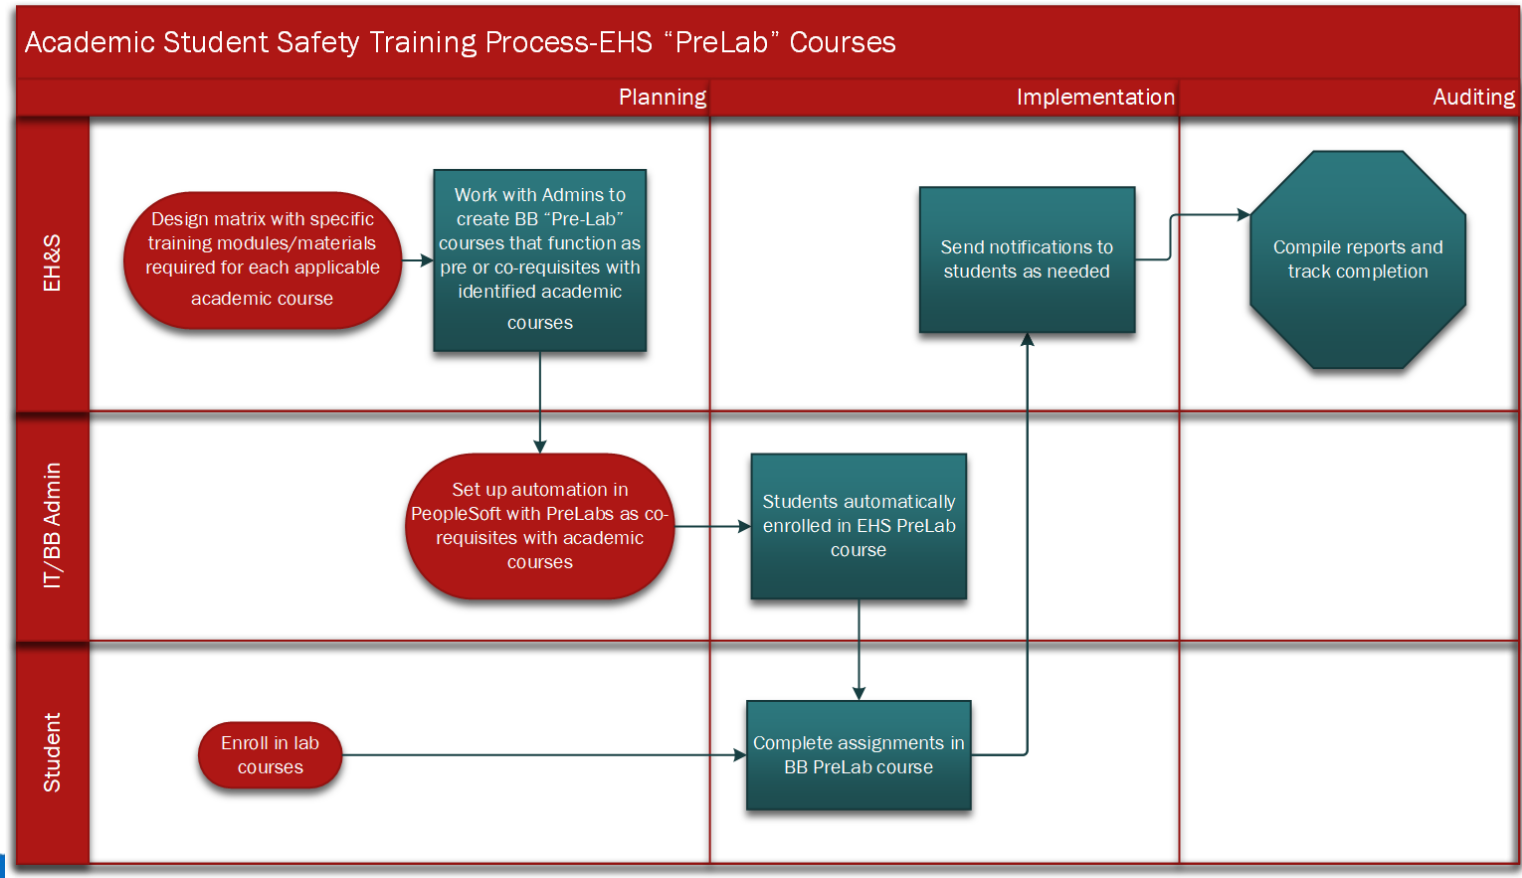 Academic Student Safety Training Process-EHS “PreLab” Courses
Planning
Implementation
Auditing
EH&S
Design matrix with specific
training modules/materials
required for each applicable
academic course
Work with Admins to
create BB “Pre-Lab”
courses that function as
pre or co-requisites with
identified academic
courses
Send notifications to
students as needed
Compile reports and
track completion
IT/BB Admin
Set up automation in
PeopleSoft with PreLabs as co-
requisites with academic
courses
Students automatically
enrolled in EHS PreLab
course
Student
Enroll in lab
courses
Complete assignments in
BB PreLab course